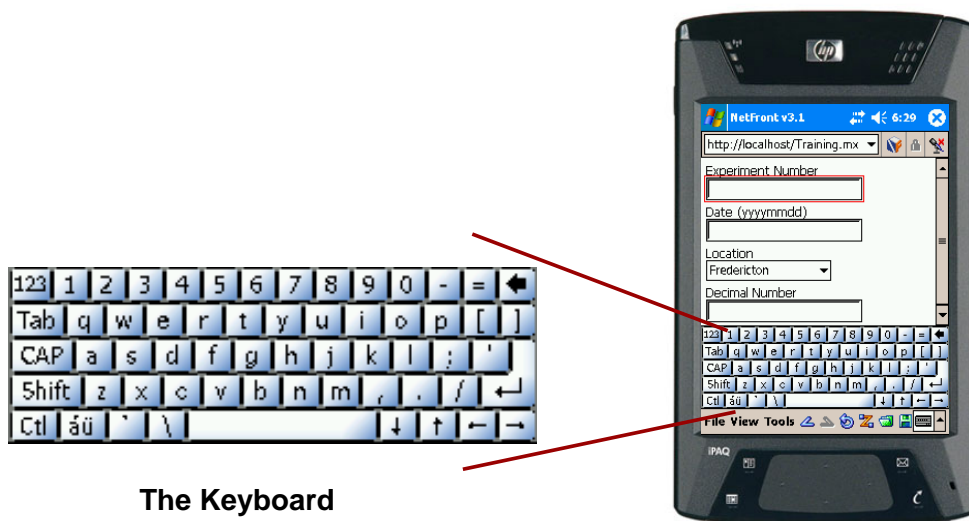 123 1 2 3 4 5 6 7 8 9 0 - =
Tab q w e r t y u i o p [ ]
CAP a s d f g h j k l ; '
Shift z x c v b n m , . /
Ctl áü ` \
The Keyboard
hp
NetFront v3.1 6:29
http://localhost/Training.mx
Experiment Number
Date (yyyymmdd)
Location
Fredericton
Decimal Number
123 1 2 3 4 5 6 7 8 9 0 - =
Tab q w e r t y u i o p [ ]
CAP a s d f g h j k l ; '
Shift z x c v b n m , . /
Ctl áü ` \
File View Tools
iPAQ